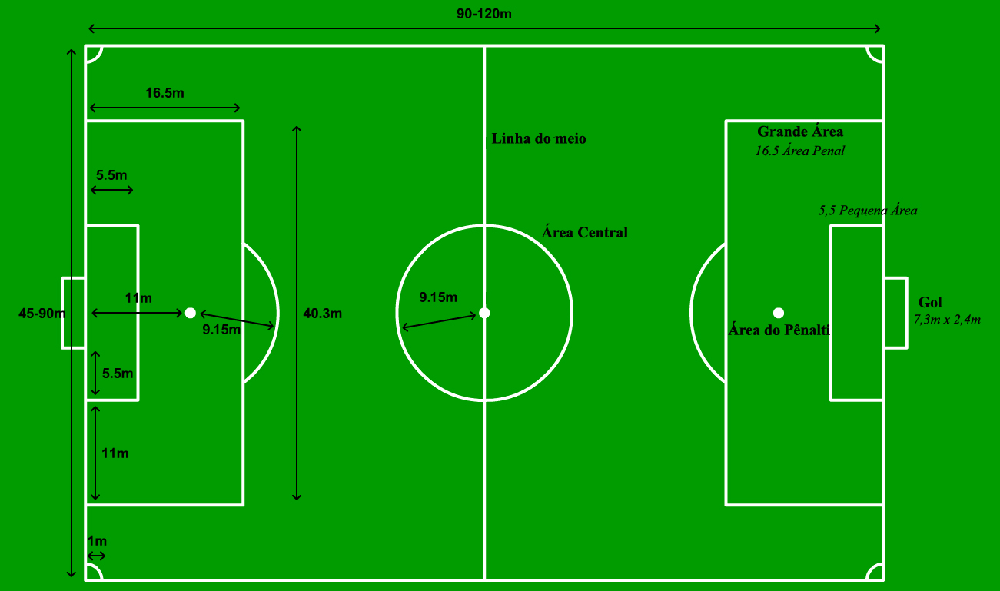 90-120m
16.5m
Linha do meio
Grande Área
16.5 Área Penal
5.5m
5,5 Pequena Área
Área Central
11m
9.15m
Gol
45-90m
40.3m
7,3m x 2,4m
9.15m
Área do Pênalti
5.5m
11m
1m